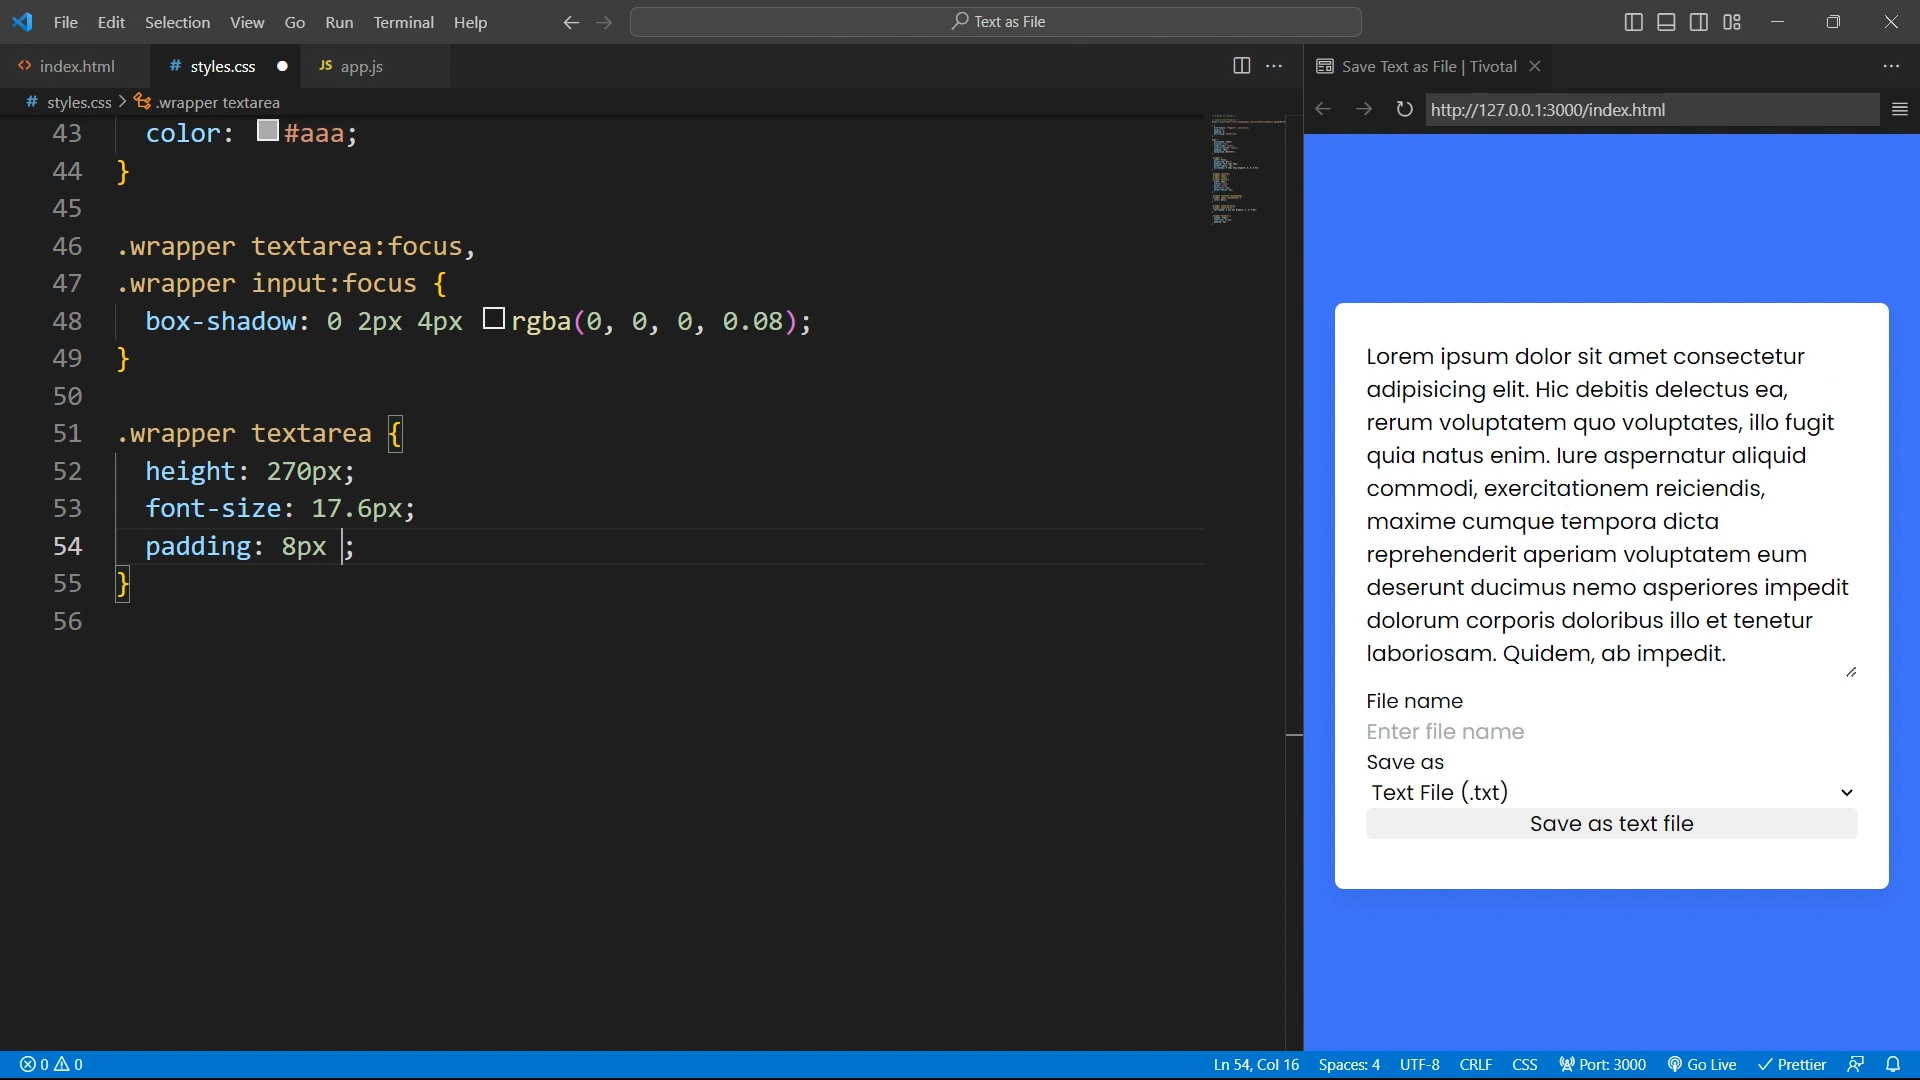 File Edit Selection View Go Run Terminal Help
Text as File
index.html
# styles.css
JS app.js
Save Text as File | Tivotal
# styles.css > .wrapper textarea
http://127.0.0.1:3000/index.html
43 color: #aaa;
44 }
45
46 .wrapper textarea:focus,
47 .wrapper input:focus {
48 box-shadow: 0 2px 4px rgba(0, 0, 0, 0.08);
49 }
50
51 .wrapper textarea {
52 height: 270px;
53 font-size: 17.6px;
54 padding: 8px ;
55 }
56
Lorem ipsum dolor sit amet consectetur
adipisicing elit. Hic debitis delectus ea,
rerum voluptatem quo voluptates, illo fugit
quia natus enim. Iure aspernatur aliquid
commodi, exercitationem reiciendis,
maxime cumque tempora dicta
reprehenderit aperiam voluptatem eum
deserunt ducimus nemo asperiores impedit
dolorum corporis doloribus illo et tenetur
laboriosam. Quidem, ab impedit.
File name
Enter file name
Save as
Text File (.txt)
Save as text file
0 0
Ln 54, Col 16 Spaces: 4 UTF-8 CRLF CSS Port: 3000 Go Live Prettier